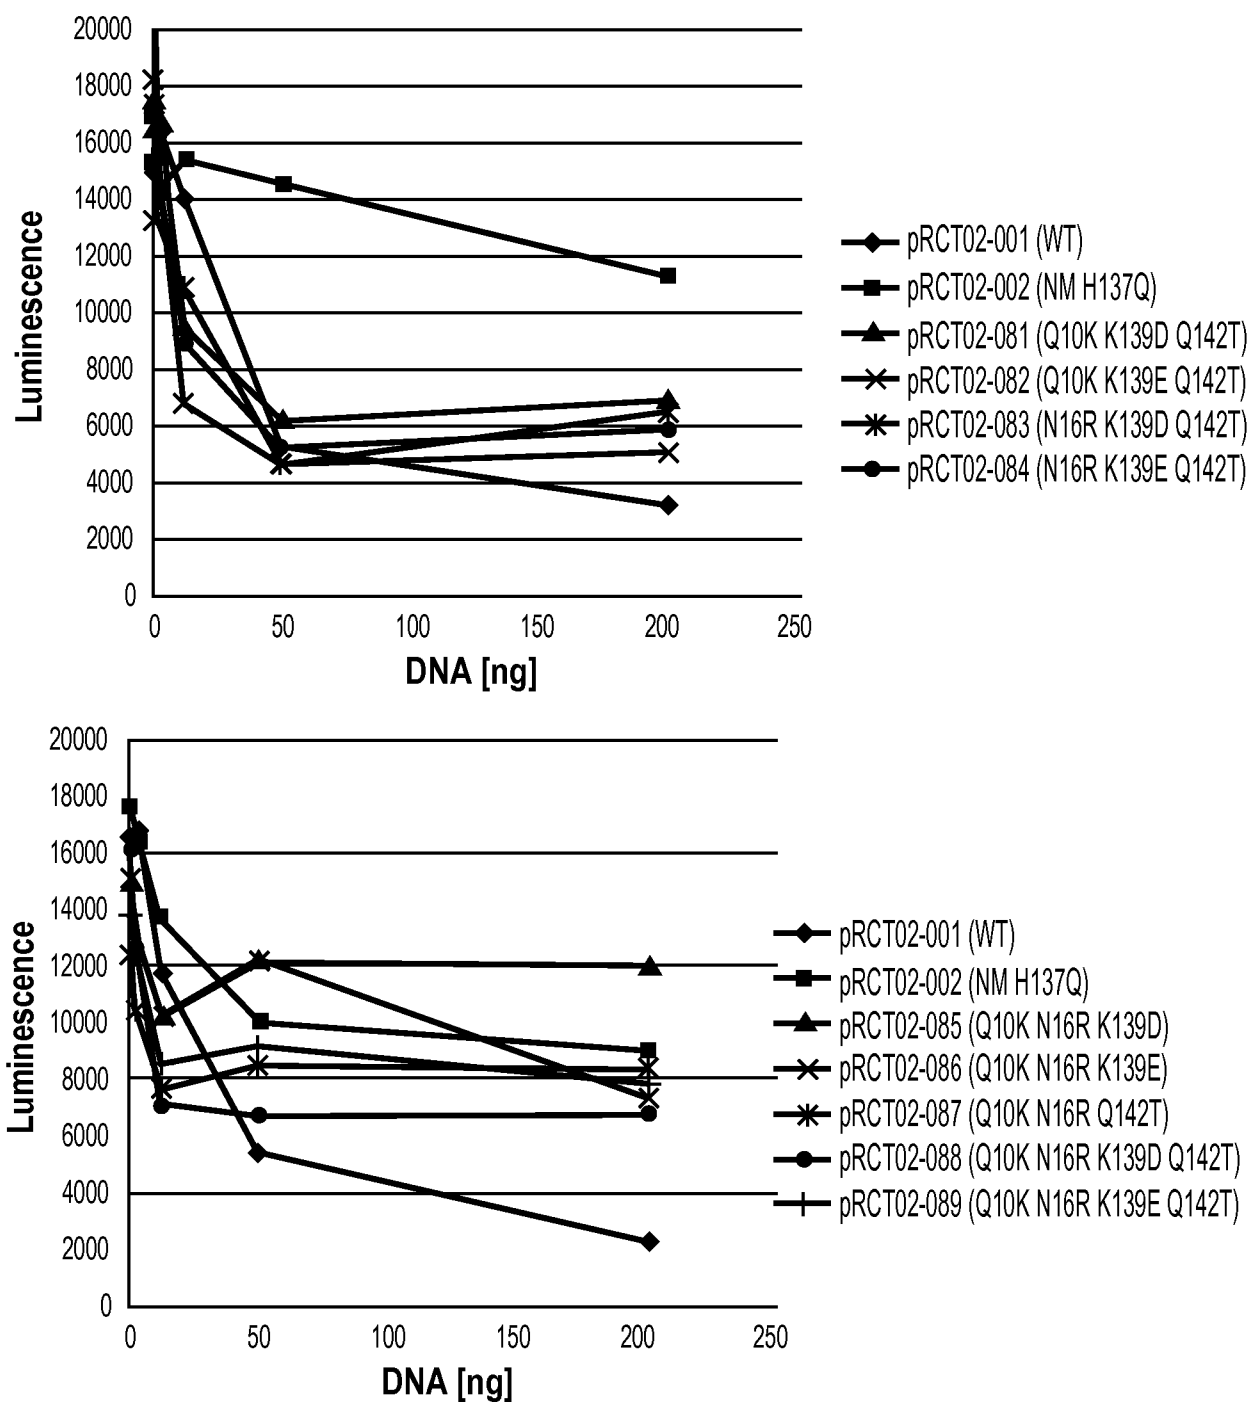 20000
18000
16000
14000
12000
10000
8000
6000
4000
2000
0
Luminescence
0 50 100 150 200 250
DNA [ng]
pRCT02-001 (WT)
pRCT02-002 (NM H137Q)
pRCT02-081 (Q10K K139D Q142T)
pRCT02-082 (Q10K K139E Q142T)
pRCT02-083 (N16R K139D Q142T)
pRCT02-084 (N16R K139E Q142T)
20000
18000
16000
14000
12000
10000
8000
6000
4000
2000
0
Luminescence
0 50 100 150 200 250
DNA [ng]
pRCT02-001 (WT)
pRCT02-002 (NM H137Q)
pRCT02-085 (Q10K N16R K139D)
pRCT02-086 (Q10K N16R K139E)
pRCT02-087 (Q10K N16R Q142T)
pRCT02-088 (Q10K N16R K139D Q142T)
pRCT02-089 (Q10K N16R K139E Q142T)